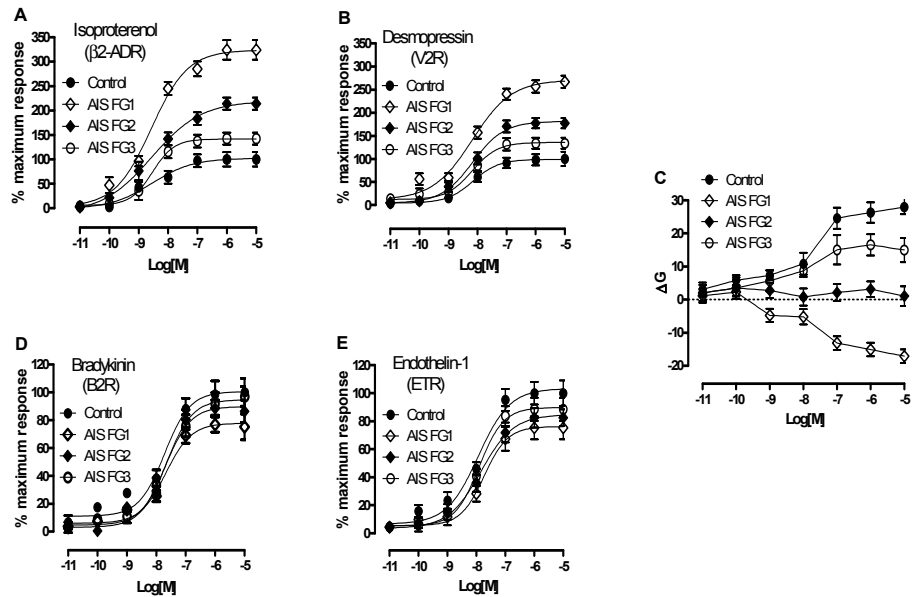 A
Isoproterenol
(β2-ADR)
Control
AIS FG1
AIS FG2
AIS FG3
% maximum response
350
300
250
200
150
100
50
0
-11 -10 -9 -8 -7 -6 -5
Log[M]
B
Desmopressin
(V2R)
Control
AIS FG1
AIS FG2
AIS FG3
% maximum response
350
300
250
200
150
100
50
0
-11 -10 -9 -8 -7 -6 -5
Log[M]
C
Control
AIS FG1
AIS FG2
AIS FG3
ΔG
30
20
10
0
-10
-20
-11 -10 -9 -8 -7 -6 -5
Log[M]
D
Bradykinin
(B2R)
Control
AIS FG1
AIS FG2
AIS FG3
% maximum response
120
100
80
60
40
20
0
-11 -10 -9 -8 -7 -6 -5
Log[M]
E
Endothelin-1
(ETR)
Control
AIS FG1
AIS FG2
AIS FG3
% maximum response
120
100
80
60
40
20
0
-11 -10 -9 -8 -7 -6 -5
Log[M]